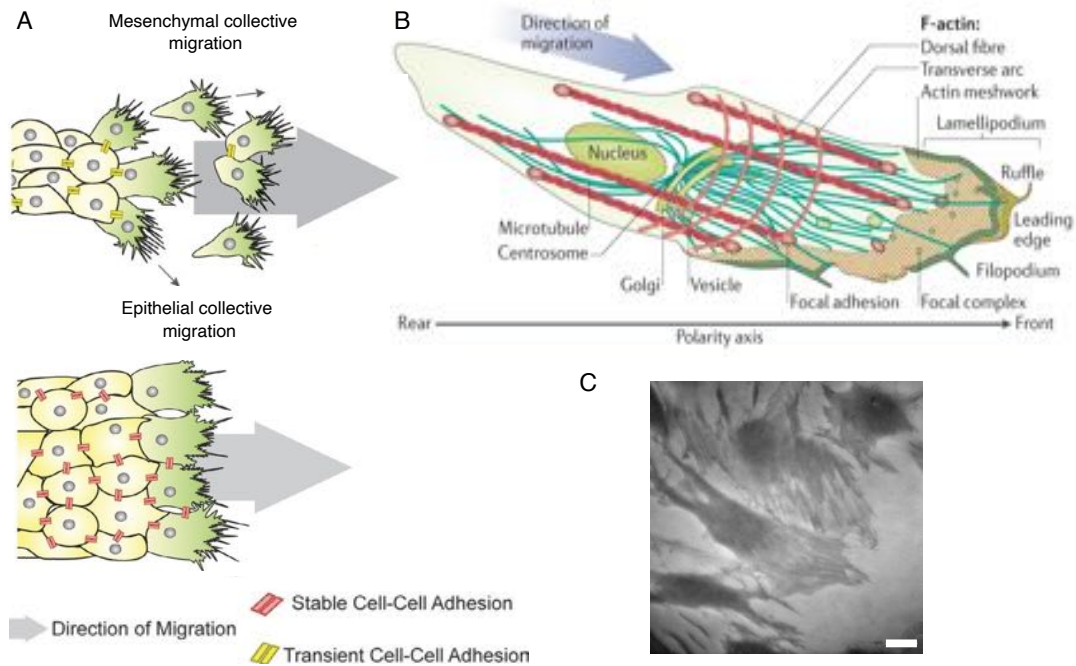 A
Mesenchymal collective
migration
Epithelial collective
migration
Direction of Migration
Stable Cell-Cell Adhesion
Transient Cell-Cell Adhesion
B
Direction of
migration
F-actin:
Dorsal fibre
Transverse arc
Actin meshwork
Lamellipodium
Ruffle
Leading
edge
Filopodium
Nucleus
Microtubule
Centrosome
Golgi
Vesicle
Focal adhesion
Focal complex
Rear
Front
Polarity axis
C